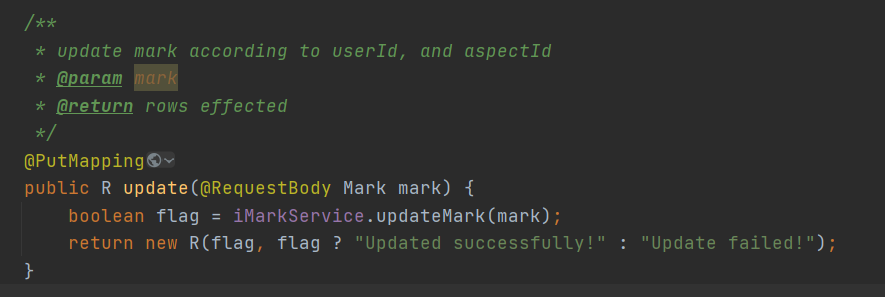 /**
 * update mark according to userId, and aspectId
 * @param mark
 * @return rows effected
 */
@PutMapping
public R update(@RequestBody Mark mark) {
    boolean flag = iMarkService.updateMark(mark);
    return new R(flag, flag ? "Updated successfully!" : "Update failed!");
}